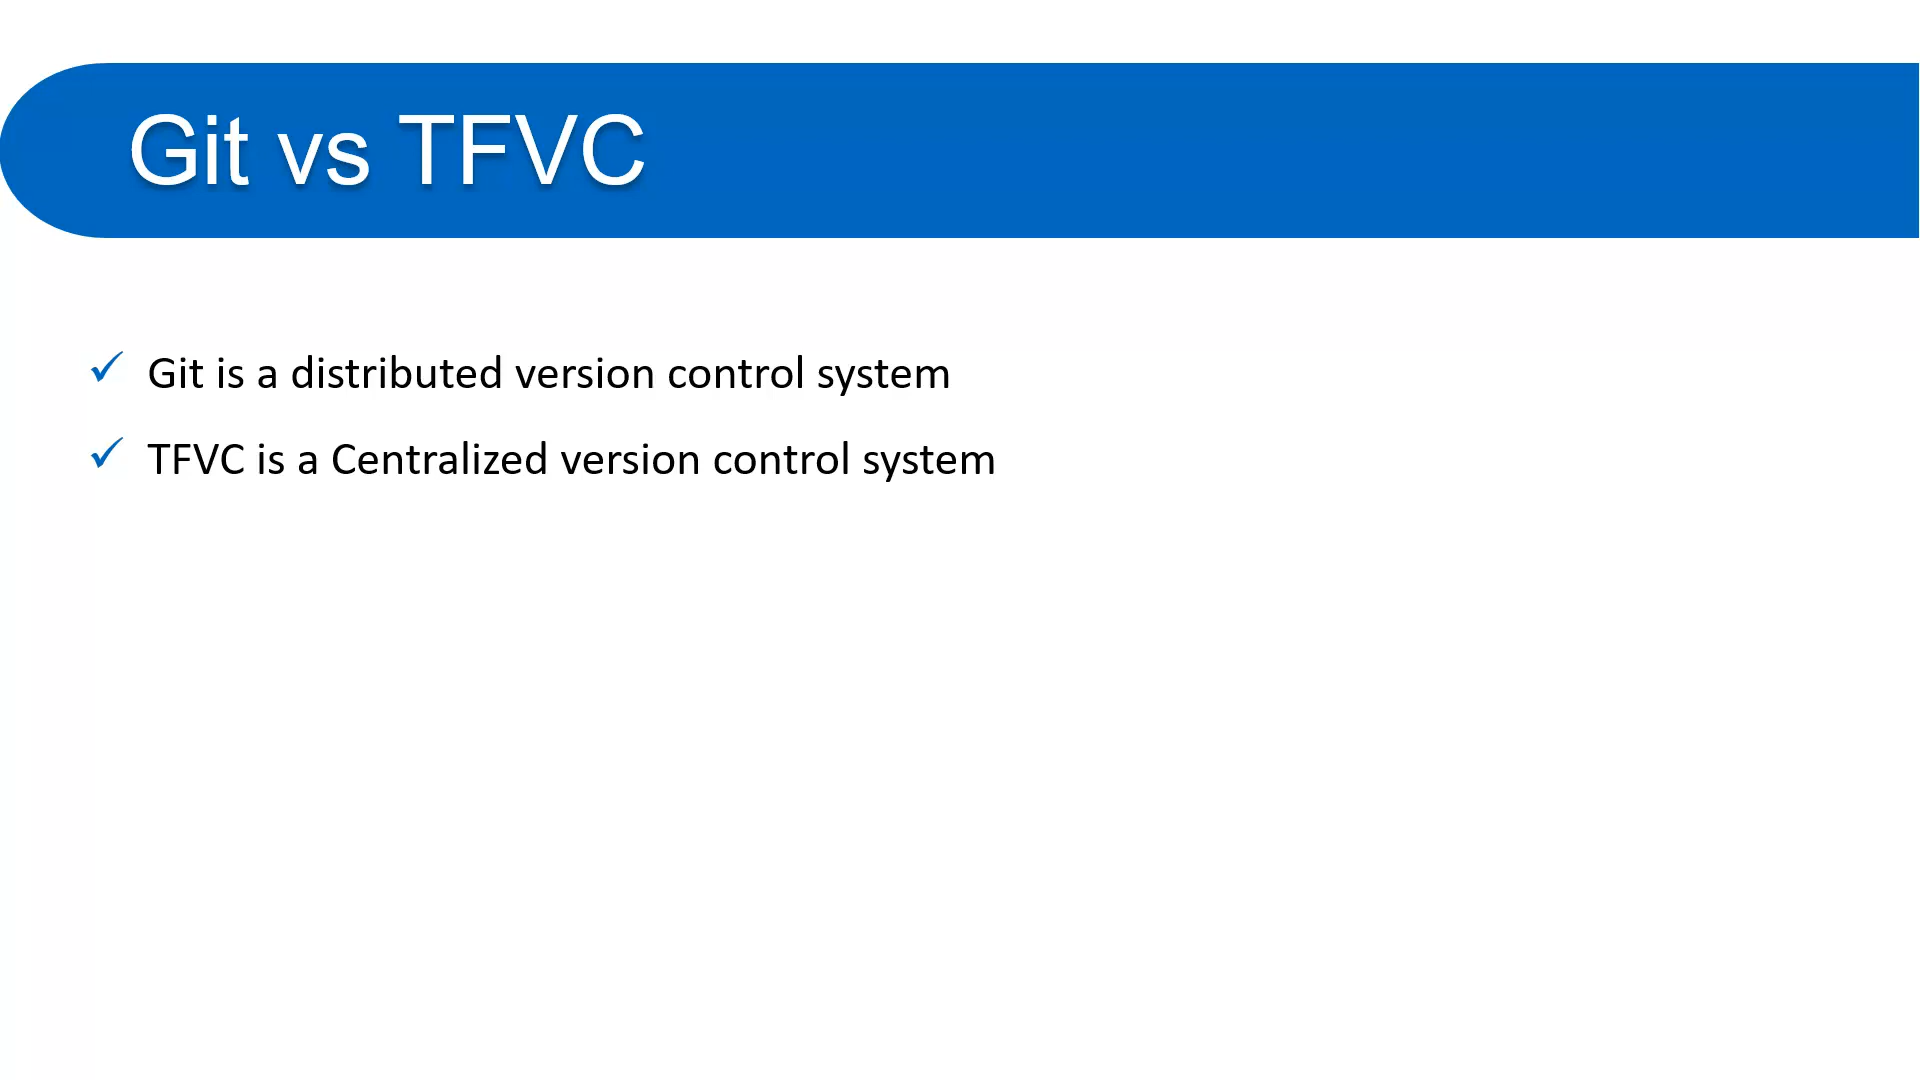 Git vs TFVC
Git is a distributed version control system
TFVC is a Centralized version control system